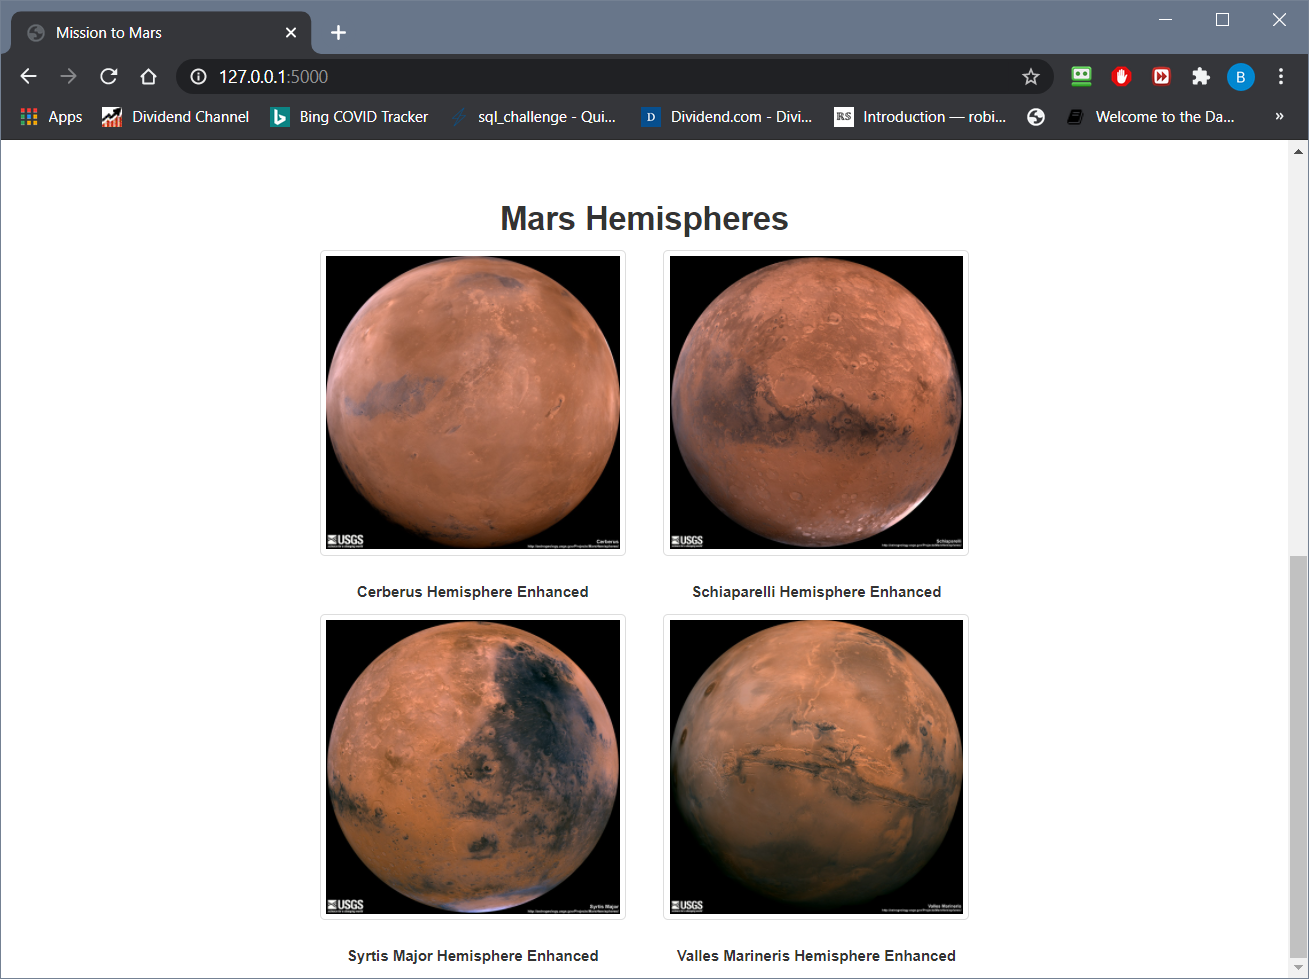 Mission to Mars
127.0.0.1:5000
B
Apps
Dividend Channel
Bing COVID Tracker
sql_challenge - Qui...
D
Dividend.com - Divi...
RS
Introduction — robi...
Welcome to the Da...
»
Mars Hemispheres
USGS
Cerberus
USGS
Schiaparelli
Cerberus Hemisphere Enhanced
Schiaparelli Hemisphere Enhanced
USGS
Syrtis Major
USGS
Valles Marineris
Syrtis Major Hemisphere Enhanced
Valles Marineris Hemisphere Enhanced